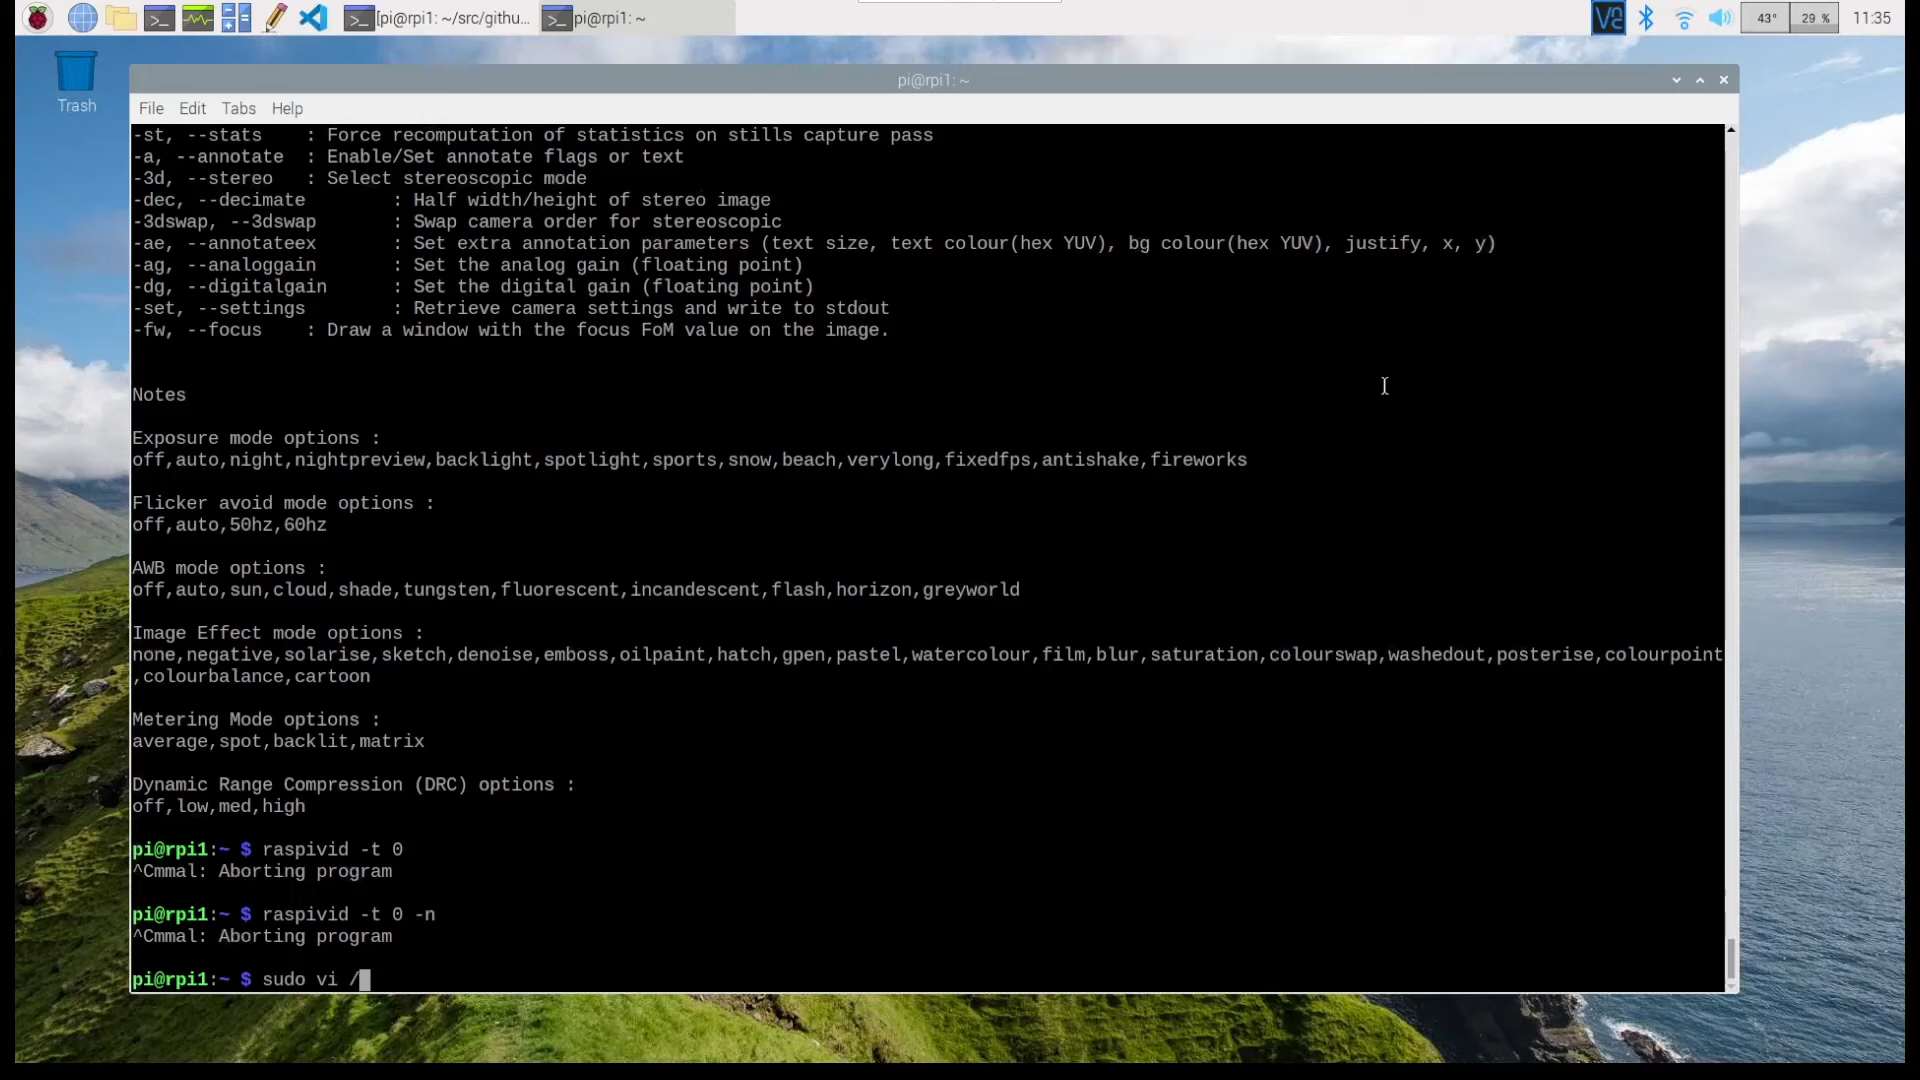 [pi@rpi1: ~/src/githu...
pi@rpi1: ~
43°
29 %
11:35
Trash
pi@rpi1: ~
File Edit Tabs Help
-st, --stats : Force recomputation of statistics on stills capture pass
-a, --annotate : Enable/Set annotate flags or text
-3d, --stereo : Select stereoscopic mode
-dec, --decimate : Half width/height of stereo image
-3dswap, --3dswap : Swap camera order for stereoscopic
-ae, --annotateex : Set extra annotation parameters (text size, text colour(hex YUV), bg colour(hex YUV), justify, x, y)
-ag, --analoggain : Set the analog gain (floating point)
-dg, --digitalgain : Set the digital gain (floating point)
-set, --settings : Retrieve camera settings and write to stdout
-fw, --focus : Draw a window with the focus FoM value on the image.
Notes
Exposure mode options :
off,auto,night,nightpreview,backlight,spotlight,sports,snow,beach,verylong,fixedfps,antishake,fireworks
Flicker avoid mode options :
off,auto,50hz,60hz
AWB mode options :
off,auto,sun,cloud,shade,tungsten,fluorescent,incandescent,flash,horizon,greyworld
Image Effect mode options :
none,negative,solarise,sketch,denoise,emboss,oilpaint,hatch,gpen,pastel,watercolour,film,blur,saturation,colourswap,washedout,posterise,colourpoint
,colourbalance,cartoon
Metering Mode options :
average,spot,backlit,matrix
Dynamic Range Compression (DRC) options :
off,low,med,high
pi@rpi1:~ $ raspivid -t 0
^Cmmal: Aborting program
pi@rpi1:~ $ raspivid -t 0 -n
^Cmmal: Aborting program
pi@rpi1:~ $ sudo vi /